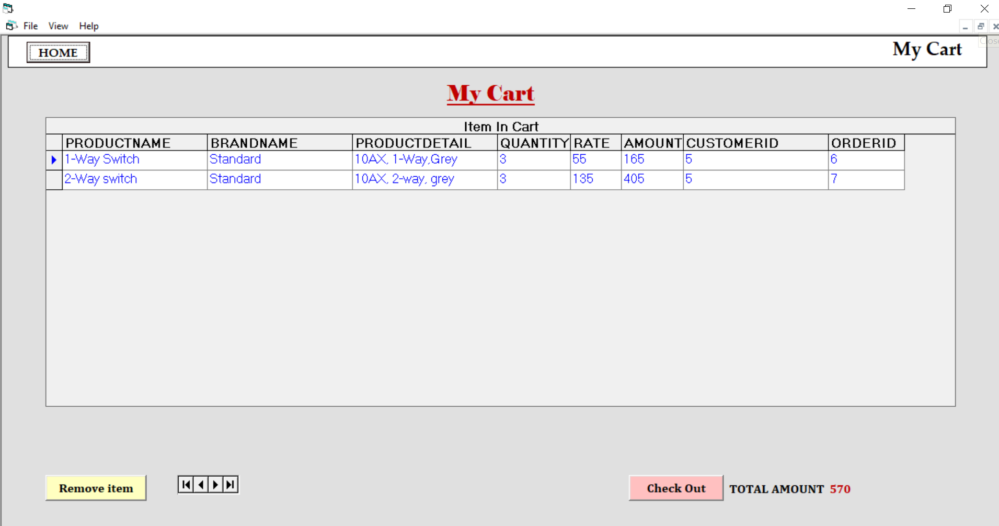 File View Help
Close
HOME My Cart
My Cart
Item In Cart
PRODUCTNAME BRANDNAME PRODUCTDETAIL QUANTITY RATE AMOUNT CUSTOMERID ORDERID
1-Way Switch Standard 10AX, 1-Way,Grey 3 55 165 5 6
2-Way switch Standard 10AX, 2-way, grey 3 135 405 5 7
Remove item Check Out TOTAL AMOUNT 570